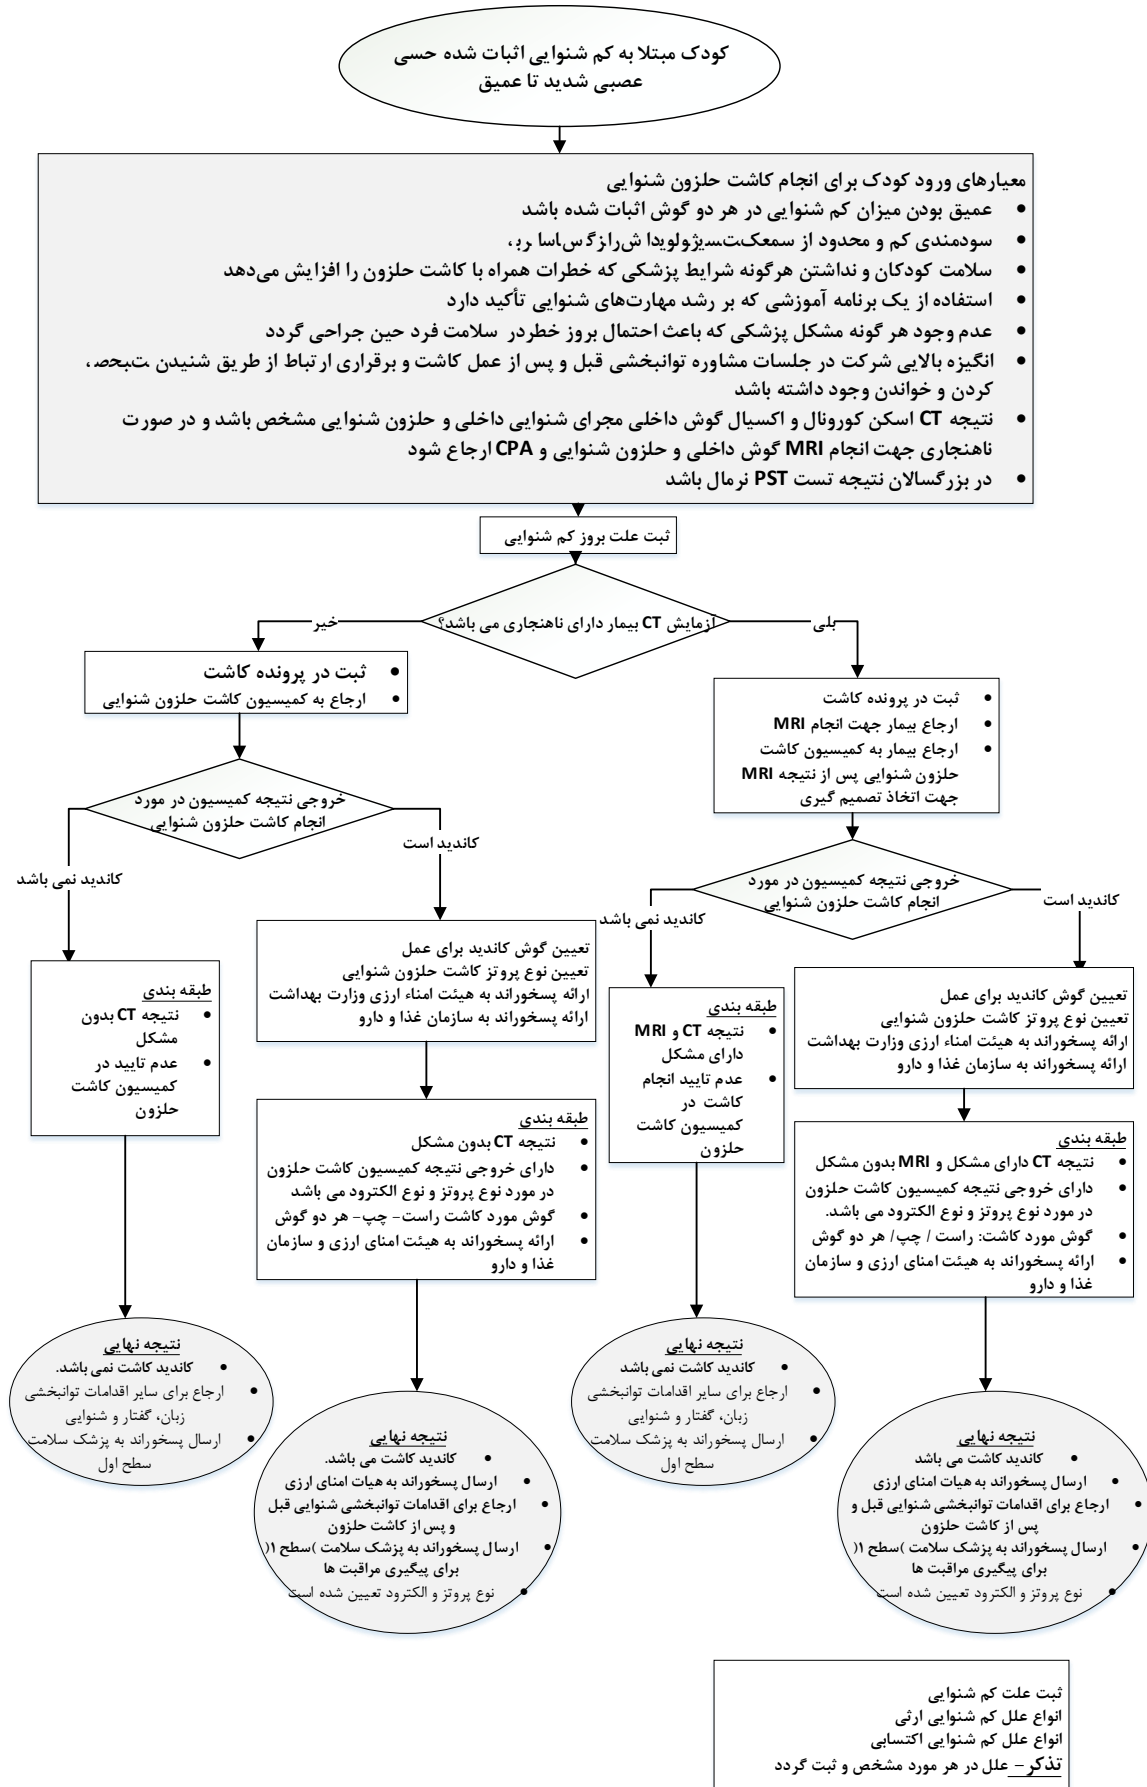 کودک مبتلا به کم شنوایی اثبات شده حسی
عصبی شدید تا عمیق
معیارهای ورود کودک برای انجام کاشت حلزون شنوایی
• عمیق بودن میزان کم شنوایی در هر دو گوش اثبات شده باشد
• سودمندی کم و محدود از
• سلامت کودکان و نداشتن هرگونه شرایط پزشکی که خطرات همراه با کاشت حلزون را افزایش می‌دهد
• استفاده از یک برنامه آموزشی که بر رشد مهارت‌های شنوایی تأکید دارد
• عدم وجود هر گونه مشکل پزشکی که باعث احتمال بروز خطردر سلامت فرد حین جراحی گردد
• انگیزه بالایی شرکت در جلسات مشاوره توانبخشی قبل و پس از عمل کاشت و برقراری ارتباط از طریق شنیدن
کردن و خواندن وجود داشته باشد
• نتیجه CT اسکن کورونال و اکسیال گوش داخلی مجرای شنوایی داخلی و حلزون شنوایی مشخص باشد و در صورت
ناهنجاری جهت انجام MRI گوش داخلی و حلزون شنوایی و CPA ارجاع شود
• در بزرگسالان نتیجه تست PST نرمال باشد
ثبت علت بروز کم شنوایی
آزمایش CT بیمار دارای ناهنجاری می باشد؟
بلی
خیر
• ثبت در پرونده کاشت
• ارجاع بیمار جهت انجام MRI
• ارجاع بیمار به کمیسیون کاشت
حلزون شنوایی پس از نتیجه MRI
جهت اتخاذ تصمیم گیری
• ثبت در پرونده کاشت
• ارجاع به کمیسیون کاشت حلزون شنوایی
خروجی نتیجه کمیسیون در مورد
انجام کاشت حلزون شنوایی
کاندید است
کاندید نمی باشد
خروجی نتیجه کمیسیون در مورد
انجام کاشت حلزون شنوایی
کاندید است
کاندید نمی باشد
تعیین گوش کاندید برای عمل
تعیین نوع پروتز کاشت حلزون شنوایی
ارائه پسخوراند به هیئت امناء ارزی وزارت بهداشت
ارائه پسخوراند به سازمان غذا و دارو
طبقه بندی
• نتیجه CT و MRI
دارای مشکل
• عدم تایید انجام
کاشت در
کمیسیون کاشت
حلزون
تعیین گوش کاندید برای عمل
تعیین نوع پروتز کاشت حلزون شنوایی
ارائه پسخوراند به هیئت امناء ارزی وزارت بهداشت
ارائه پسخوراند به سازمان غذا و دارو
طبقه بندی
• نتیجه CT بدون
مشکل
• عدم تایید در
کمیسیون کاشت
حلزون
طبقه بندی
• نتیجه CT دارای مشکل و MRI بدون مشکل
• دارای خروجی نتیجه کمیسیون کاشت حلزون
در مورد نوع پروتز و نوع الکترود می باشد.
• گوش مورد کاشت: راست / چپ/ هر دو گوش
• ارائه پسخوراند به هیئت امنای ارزی و سازمان
غذا و دارو
طبقه بندی
• نتیجه CT بدون مشکل
• دارای خروجی نتیجه کمیسیون کاشت حلزون
در مورد نوع پروتز و نوع الکترود می باشد
• گوش مورد کاشت راست- چپ- هر دو گوش
• ارائه پسخوراند به هیئت امنای ارزی و سازمان
غذا و دارو
نتیجه نهایی
• کاندید کاشت می باشد
• ارسال پسخوراند به هیات امنای ارزی
• ارجاع برای اقدامات توانبخشی شنوایی قبل و
پس از کاشت حلزون
• ارسال پسخوراند به پزشک سلامت )سطح ۱(
برای پیگیری مراقبت ها
• نوع پروتز و الکترود تعیین شده است
نتیجه نهایی
• کاندید کاشت نمی باشد
• ارجاع برای سایر اقدامات توانبخشی
زبان، گفتار و شنوایی
• ارسال پسخوراند به پزشک سلامت
سطح اول
نتیجه نهایی
• کاندید کاشت می باشد.
• ارسال پسخوراند به هیات امنای ارزی
• ارجاع برای اقدامات توانبخشی شنوایی قبل
و پس از کاشت حلزون
• ارسال پسخوراند به پزشک سلامت )سطح ۱(
برای پیگیری مراقبت ها
• نوع پروتز و الکترود تعیین شده است
نتیجه نهایی
• کاندید کاشت نمی باشد.
• ارجاع برای سایر اقدامات توانبخشی
زبان، گفتار و شنوایی
• ارسال پسخوراند به پزشک سلامت
سطح اول
ثبت علت کم شنوایی
انواع علل کم شنوایی ارثی
انواع علل کم شنوایی اکتسابی
تذکر – علل در هر مورد مشخص و ثبت گردد